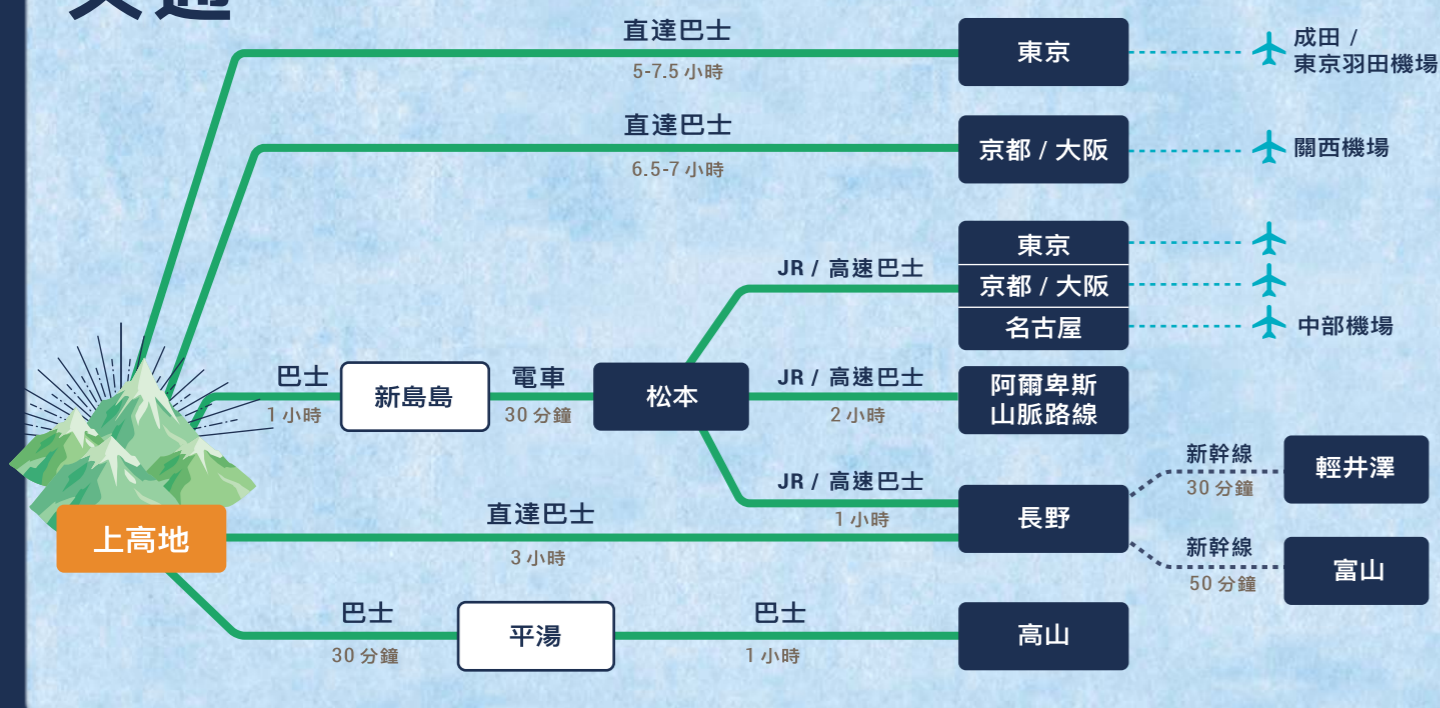 交通
直達巴士
5-7.5 小時
東京
成田 /
東京羽田機場
直達巴士
6.5-7 小時
京都 / 大阪
關西機場
JR / 高速巴士
東京
京都 / 大阪
名古屋
中部機場
巴士
1 小時
新島島
電車
30 分鐘
松本
JR / 高速巴士
2 小時
阿爾卑斯
山脈路線
JR / 高速巴士
1 小時
長野
新幹線
30 分鐘
輕井澤
新幹線
50 分鐘
富山
上高地
直達巴士
3 小時
巴士
30 分鐘
平湯
巴士
1 小時
高山